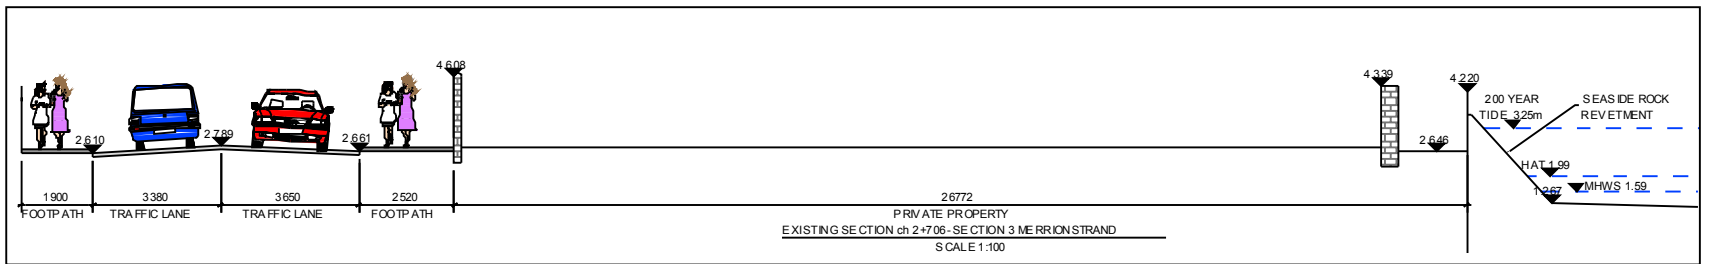 4.608
4.339
4.220
200 YEAR
TIDE 3.25m
SEASIDE ROCK
REVETMENT
2.610
2.789
2.661
2.646
HAT 1.99
1.267
MHWS 1.59
1900
3380
3650
2520
26772
FOOTPATH
TRAFFIC LANE
TRAFFIC LANE
FOOTPATH
PRIVATE PROPERTY
EXISTING SECTION ch 2+706 - SECTION 3 MERRION STRAND
SCALE 1:100